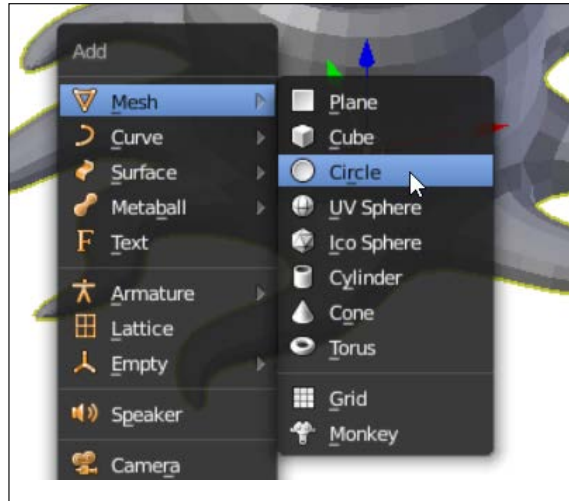 Add
Mesh
Curve
Surface
Metaball
Text
Armature
Lattice
Empty
Speaker
Camera
Plane
Cube
Circle
UV Sphere
Ico Sphere
Cylinder
Cone
Torus
Grid
Monkey